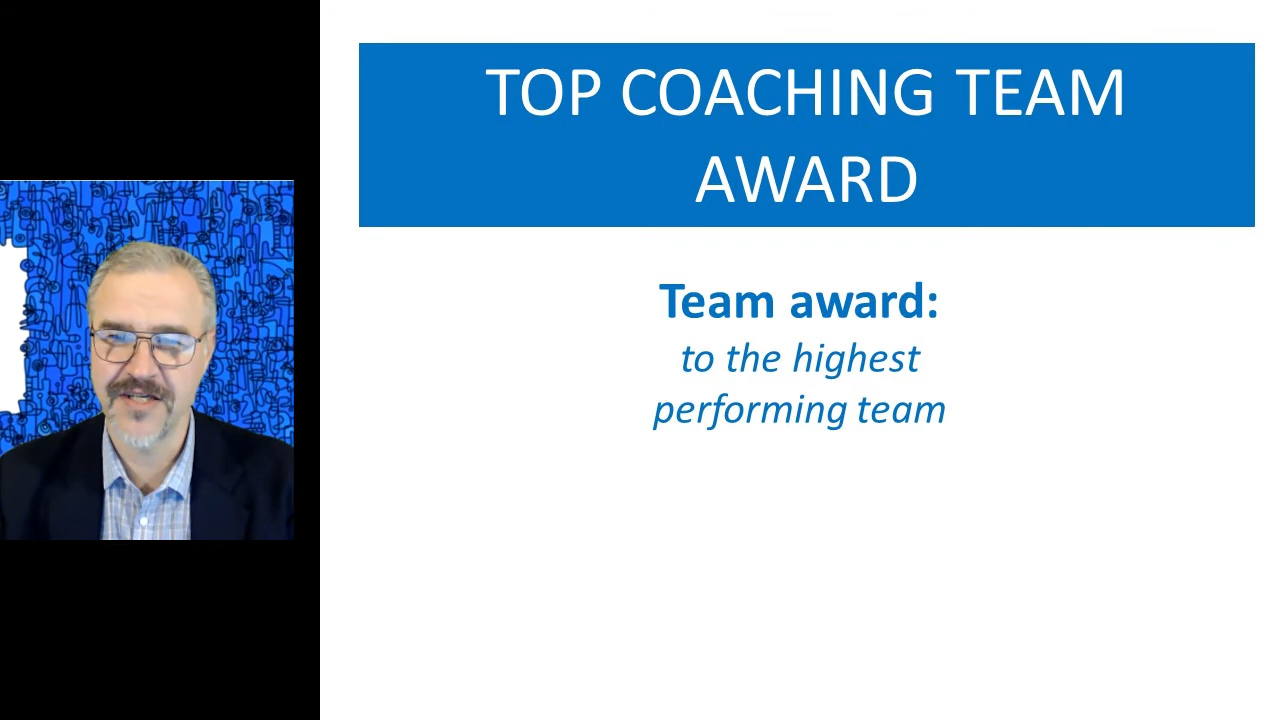 TOP COACHING TEAM
AWARD
Team award:
to the highest
performing team